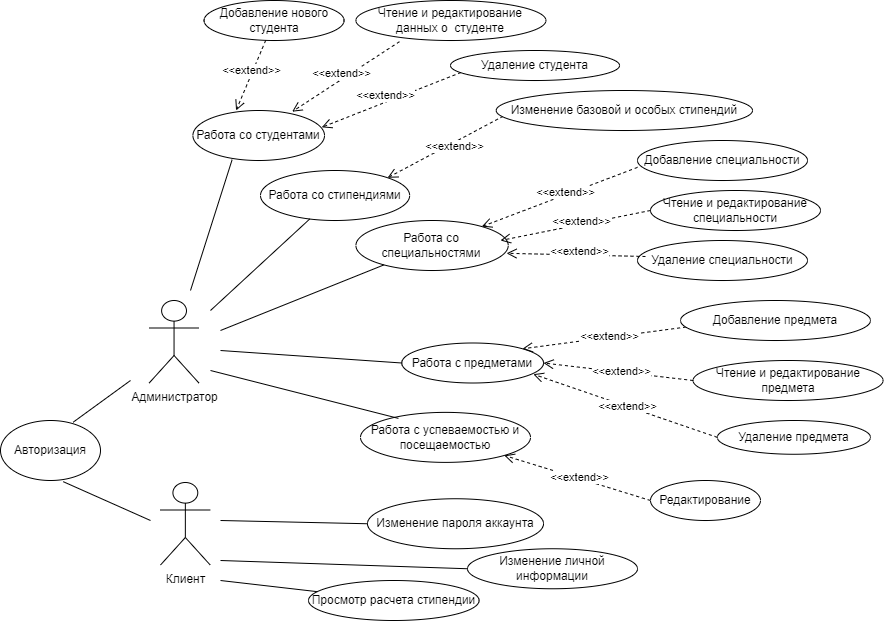 Добавление нового
студента
Чтение и редактирование
данных о студенте
<<extend>>
<<extend>>
Удаление студента
<<extend>>
Работа со студентами
Изменение базовой и особых стипендий
<<extend>>
Работа со стипендиями
Добавление специальности
<<extend>>
Чтение и редактирование
специальности
<<extend>>
Работа со
специальностями
<<extend>>
Удаление специальности
Добавление предмета
<<extend>>
Работа с предметами
<<extend>>
Чтение и редактирование
предмета
<<extend>>
Удаление предмета
Администратор
Работа с успеваемостью и
посещаемостью
Авторизация
<<extend>>
Редактирование
Изменение пароля аккаунта
Изменение личной
информации
Клиент
Просмотр расчета стипендии